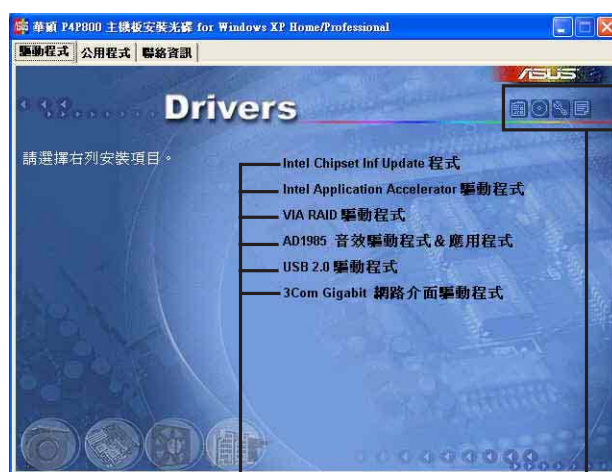 華碩 P4P800 主機板安裝光碟 for Windows XP Home/Professional
驅動程式 公用程式 聯絡資訊
ASUS
Drivers
請選擇右列安裝項目。
Intel Chipset Inf Update 程式
Intel Application Accelerator 驅動程式
VIA RAID 驅動程式
AD1985 音效驅動程式 & 應用程式
USB 2.0 驅動程式
3Com Gigabit 網路介面驅動程式